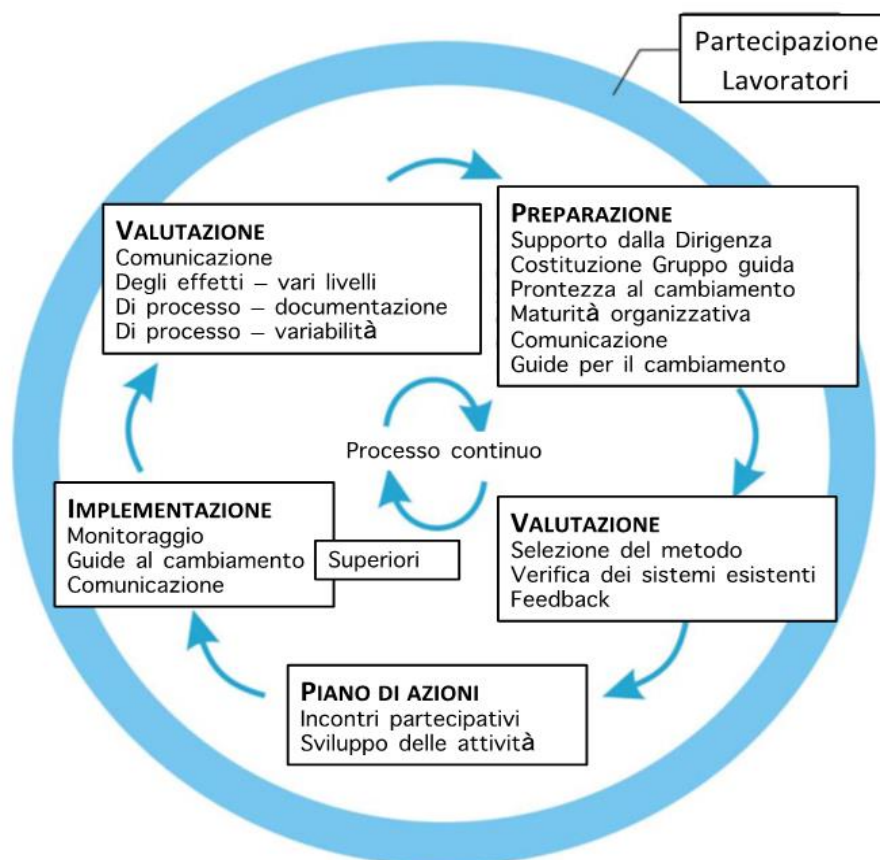 Partecipazione
Lavoratori
VALUTAZIONE
Comunicazione
Degli effetti – vari livelli
Di processo – documentazione
Di processo – variabilità
PREPARAZIONE
Supporto dalla Dirigenza
Costituzione Gruppo guida
Prontezza al cambiamento
Maturità organizzativa
Comunicazione
Guide per il cambiamento
Processo continuo
IMPLEMENTAZIONE
Monitoraggio
Guide al cambiamento
Comunicazione
Superiori
VALUTAZIONE
Selezione del metodo
Verifica dei sistemi esistenti
Feedback
PIANO DI AZIONI
Incontri partecipativi
Sviluppo delle attività